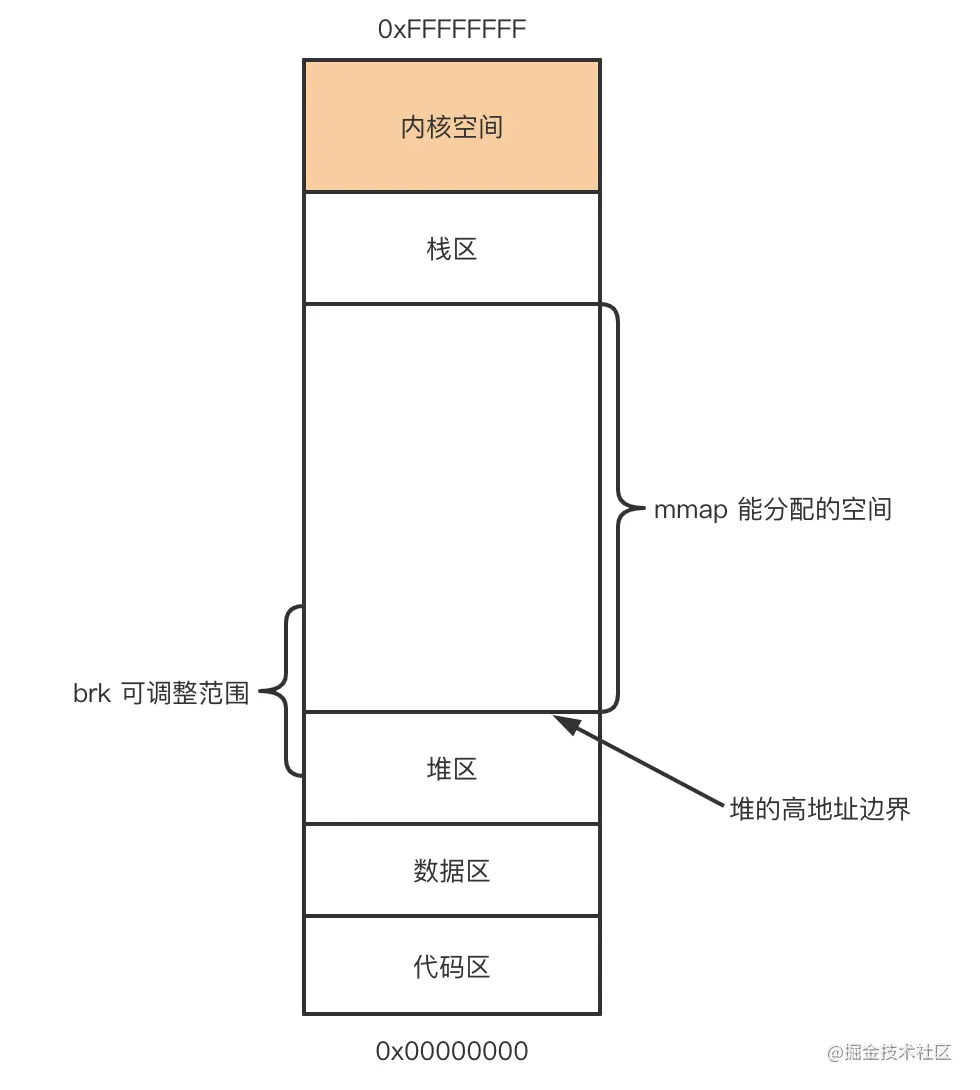 0xFFFFFFFF
内核空间
栈区
mmap 能分配的空间
brk 可调整范围
堆区
堆的高地址边界
数据区
代码区
0x00000000
@掘金技术社区